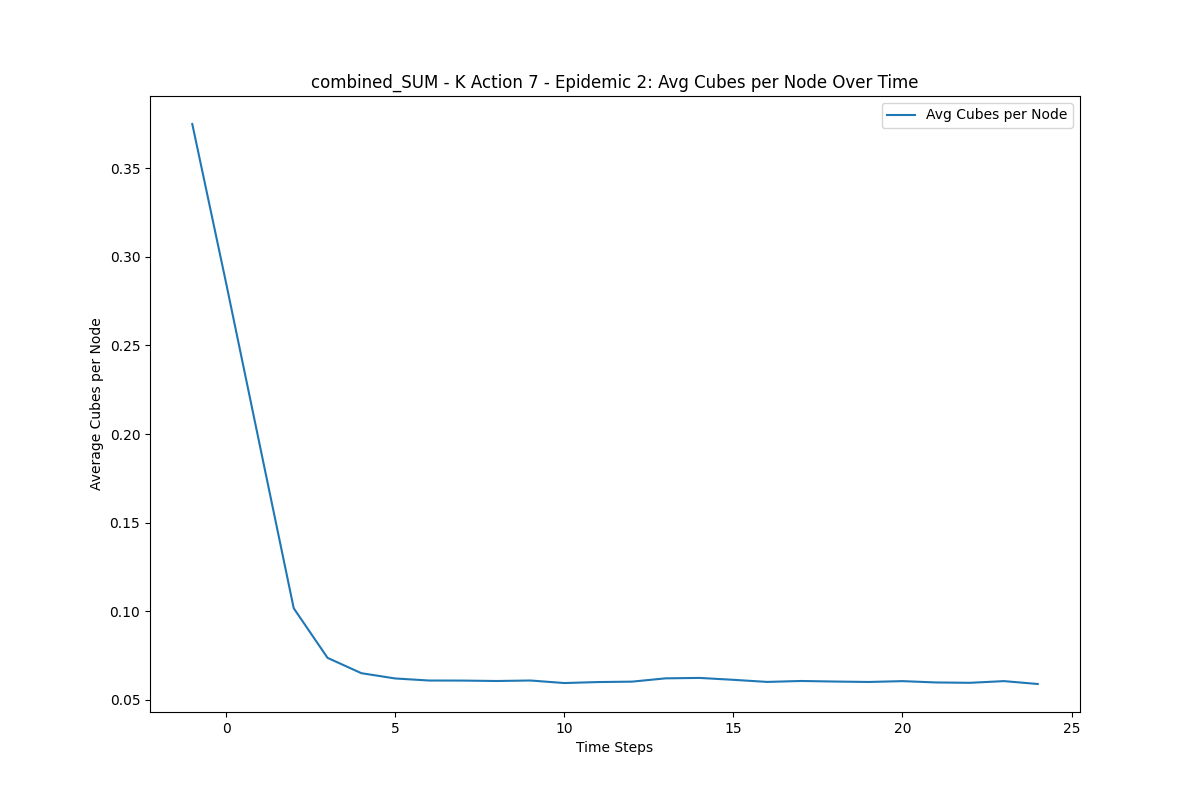 combined_SUM - K Action 7 - Epidemic 2: Avg Cubes per Node Over Time
Avg Cubes per Node
Average Cubes per Node
0.35
0.30
0.25
0.20
0.15
0.10
0.05
0 5 10 15 20 25
Time Steps